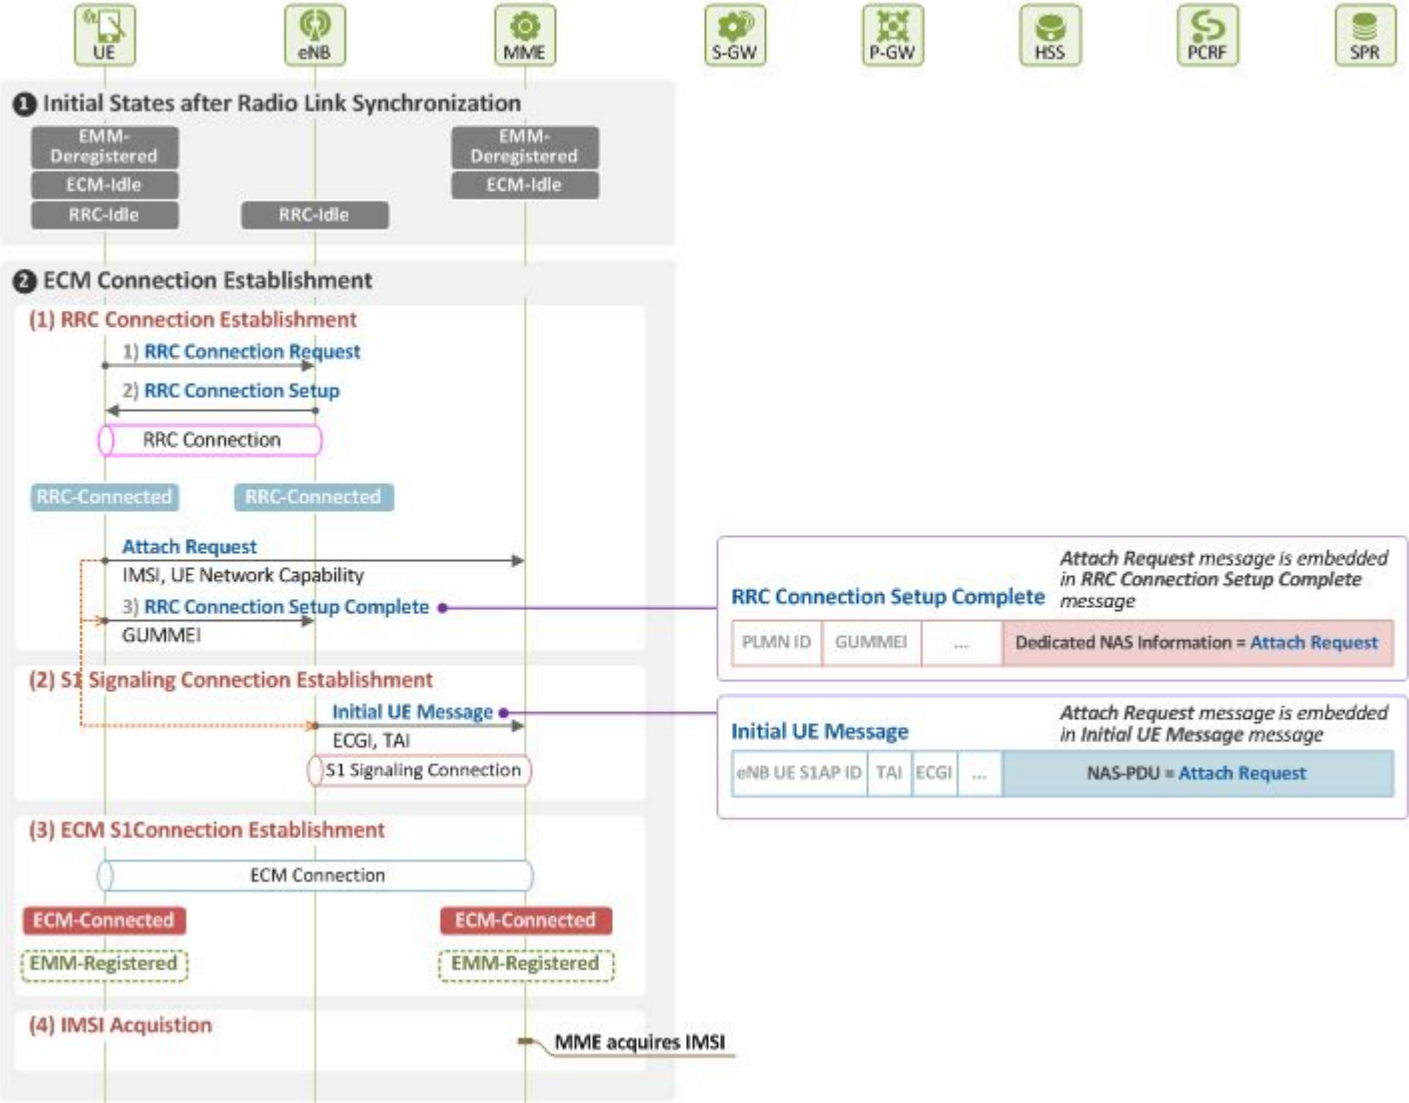 UE
eNB
MME
S-GW
P-GW
HSS
PCRF
SPR
1 Initial States after Radio Link Synchronization
EMM-
Deregistered
EMM-
Deregistered
ECM-Idle
ECM-Idle
RRC-Idle
RRC-Idle
2 ECM Connection Establishment
(1) RRC Connection Establishment
1) RRC Connection Request
2) RRC Connection Setup
RRC Connection
RRC-Connected
RRC-Connected
Attach Request
IMSI, UE Network Capability
3) RRC Connection Setup Complete
GUMMEI
Attach Request message is embedded
in RRC Connection Setup Complete
message
RRC Connection Setup Complete
PLMN ID
GUMMEI
...
Dedicated NAS Information = Attach Request
(2) S1 Signaling Connection Establishment
Initial UE Message
ECGI, TAI
S1 Signaling Connection
Attach Request message is embedded
in Initial UE Message message
Initial UE Message
eNB UE S1AP ID
TAI
ECGI
...
NAS-PDU = Attach Request
(3) ECM S1Connection Establishment
ECM Connection
ECM-Connected
ECM-Connected
EMM-Registered
EMM-Registered
(4) IMSI Acquistion
MME acquires IMSI